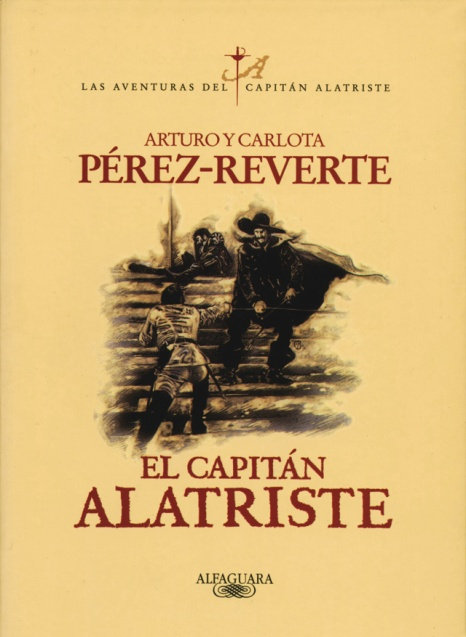 A
LAS AVENTURAS DEL CAPITÁN ALATRISTE
ARTURO Y CARLOTA
PÉREZ-REVERTE
EL CAPITÁN
ALATRISTE
ALFAGUARA